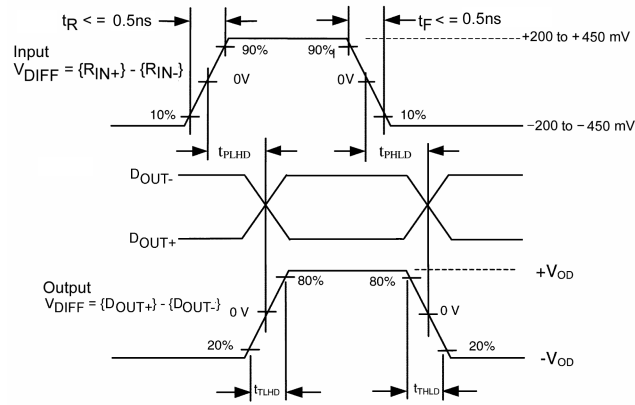 tR < = 0.5ns
tF < = 0.5ns
Input
VDIFF = {RIN+} - {RIN-}
90%
90%
+200 to +450 mV
0V
0V
10%
10%
−200 to − 450 mV
tPLHD
tPHLD
DOUT-
DOUT+
Output
VDIFF = {DOUT+} - {DOUT-}
80%
80%
+VOD
0 V
0 V
20%
20%
-VOD
tTLHD
tTHLD